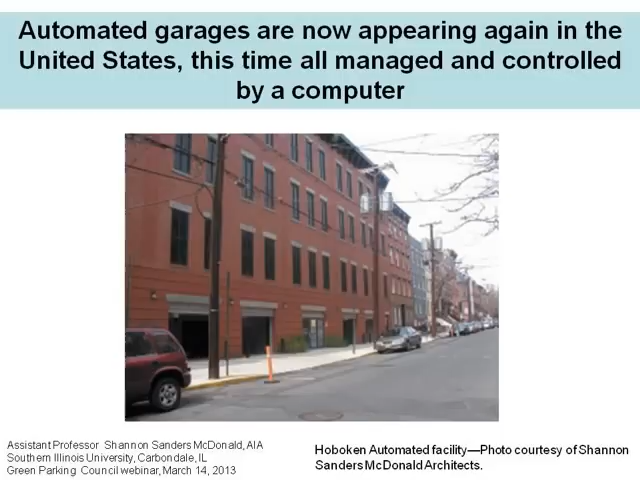 Automated garages are now appearing again in the
United States, this time all managed and controlled
by a computer
Assistant Professor Shannon Sanders McDonald, AIA
Southern Illinois University, Carbondale, IL
Green Parking Council webinar, March 14, 2013
Hoboken Automated facility—Photo courtesy of Shannon
Sanders McDonald Architects.